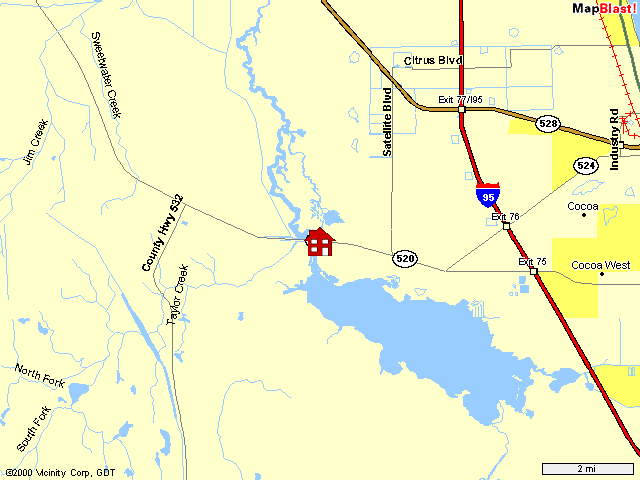 MapBlast!
Sweetwater Creek
Citrus Blvd
Exit 77/I95
Satellite Blvd
Industry Rd
528
Jim Creek
524
95
Cocoa
County Hwy 532
Exit 76
520
Exit 75
Cocoa West
Taylor Creek
North Fork
South Fork
©2000 Vicinity Corp, GDT
2 mi